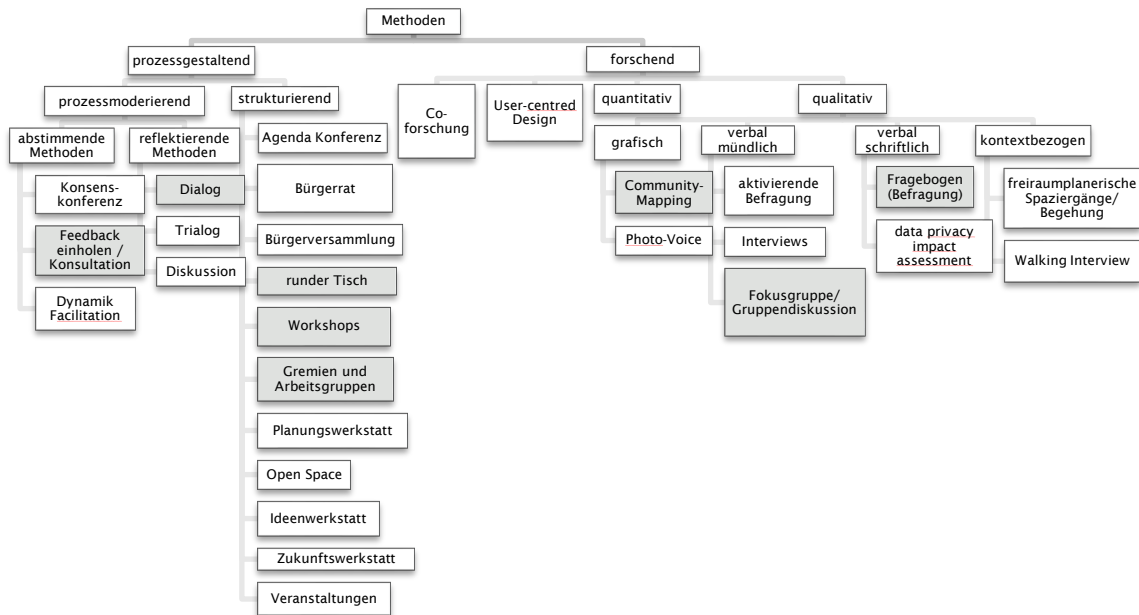 Methoden
prozessgestaltend
forschend
prozessmoderierend
strukturierend
Co-
forschung
User-centred
Design
quantitativ
qualitativ
abstimmende
Methoden
reflektierende
Methoden
Agenda Konferenz
grafisch
verbal
mündlich
verbal
schriftlich
kontextbezogen
Konsens-
konferenz
Dialog
Bürgerrat
Community-
Mapping
aktivierende
Befragung
Fragebogen
(Befragung)
freiraumplanerische
Spaziergänge/
Begehung
Feedback
einholen /
Konsultation
Trialog
Bürgerversammlung
Photo-Voice
Interviews
data privacy
impact
assessment
Walking Interview
Diskussion
runder Tisch
Fokusgruppe/
Gruppendiskussion
Dynamik
Facilitation
Workshops
Gremien und
Arbeitsgruppen
Planungswerkstatt
Open Space
Ideenwerkstatt
Zukunftswerkstatt
Veranstaltungen